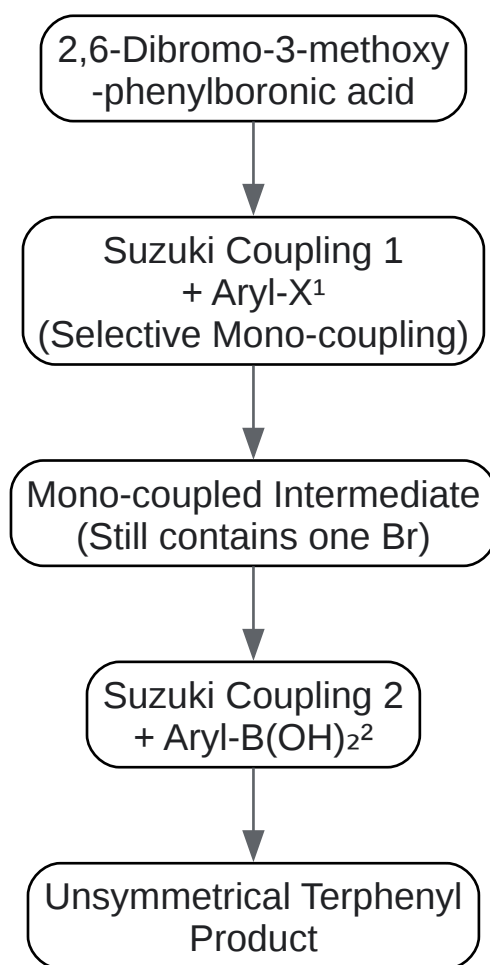 2,6-Dibromo-3-methoxy
-phenylboronic acid
Suzuki Coupling 1
+ Aryl-X¹
(Selective Mono-coupling)
Mono-coupled Intermediate
(Still contains one Br)
Suzuki Coupling 2
+ Aryl-B(OH)₂²
Unsymmetrical Terphenyl
Product